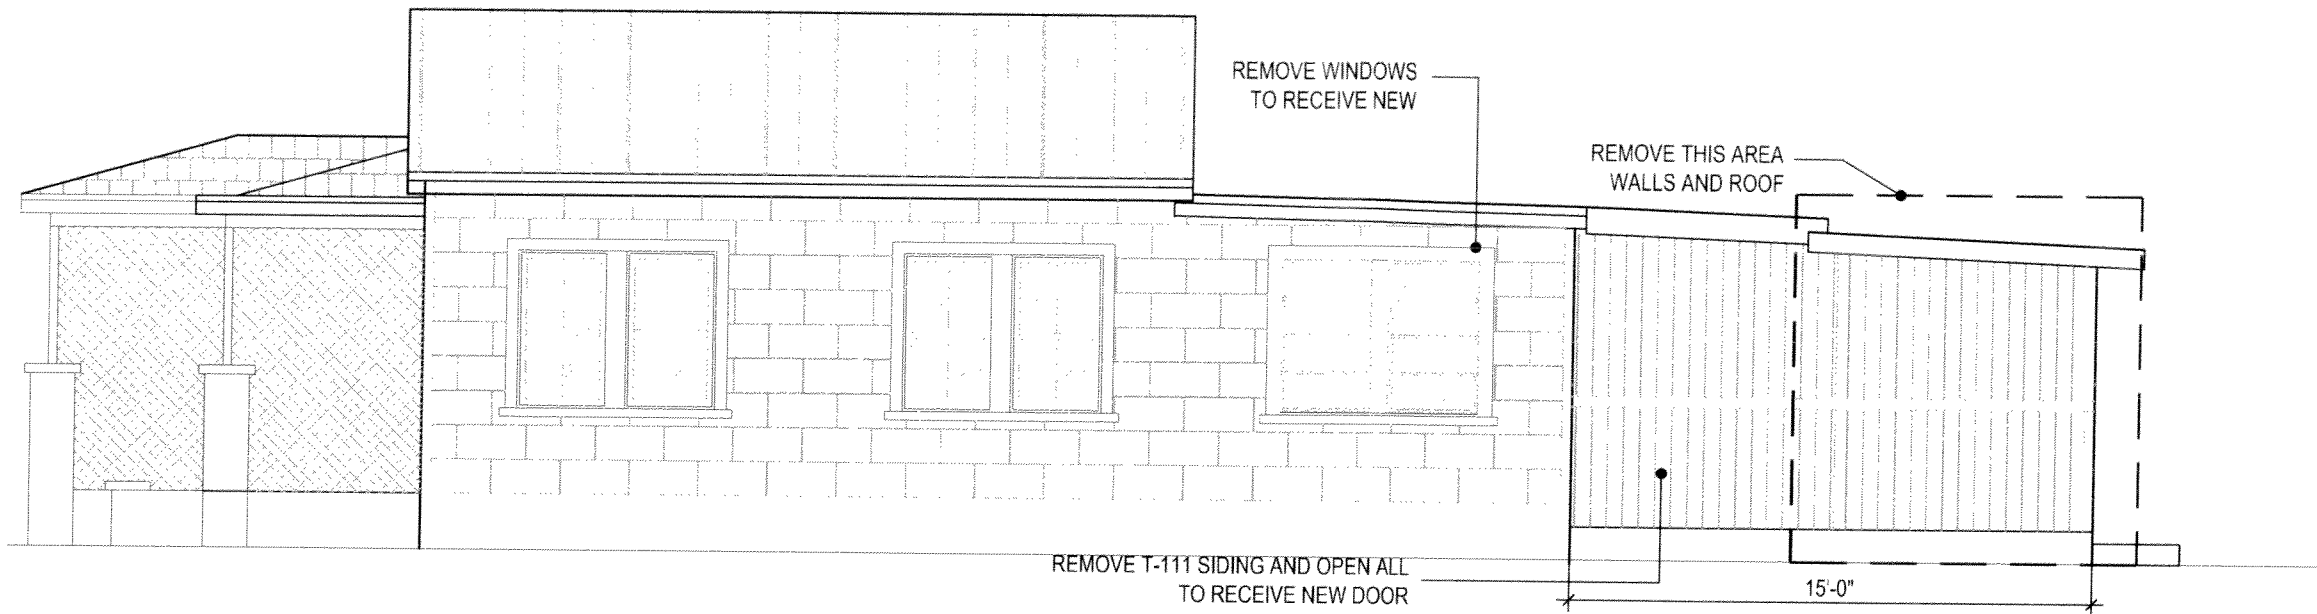 REMOVE WINDOWS
TO RECEIVE NEW
REMOVE THIS AREA
WALLS AND ROOF
REMOVE T-111 SIDING AND OPEN ALL
TO RECEIVE NEW DOOR
15'-0"